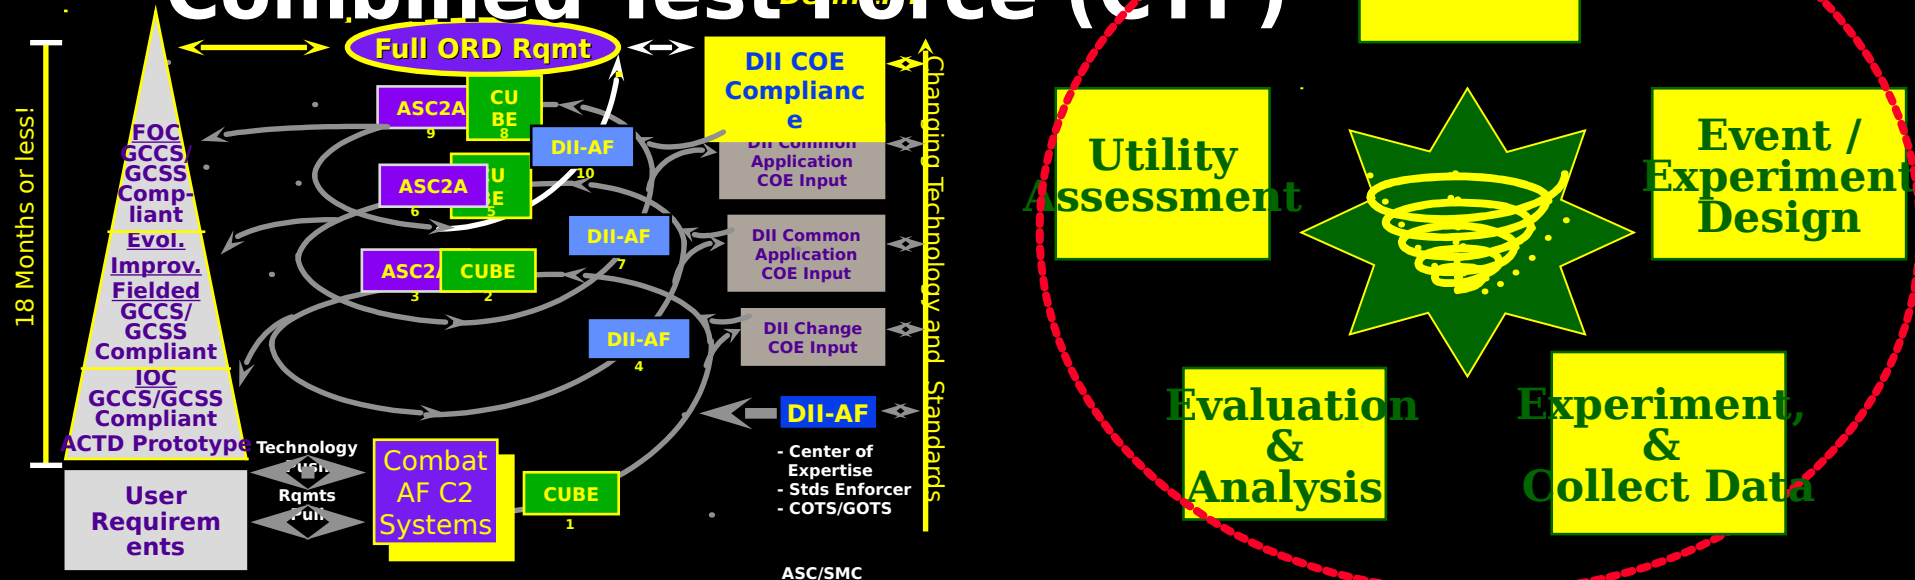 Combined Test Force (CTF)
18 Months or less!
Full ORD Rqmt
FOC
GCCS/
GCSS
Comp-
liant
Evol.
Improv.
Fielded
GCCS/
GCSS
Compliant
IOC
GCCS/GCSS
Compliant
ACTD Prototype
User
Requirem
ents
Technology
Push
Rqmts
Pull
Combat
AF C2
Systems
CUBE
1
ASC2A
9
CU
BE
8
DII-AF
10
ASC2A
6
CU
BE
5
DII-AF
7
ASC2A
3
CUBE
2
DII-AF
4
DII COE
Complianc
e
DII Common
Application
COE Input
DII Common
Application
COE Input
DII Change
COE Input
DII-AF
- Center of
Expertise
- Stds Enforcer
- COTS/GOTS
ASC/SMC
Changing Technology and Standards
Utility
Assessment
Event /
Experiment
Design
Evaluation
&
Analysis
Experiment,
&
Collect Data